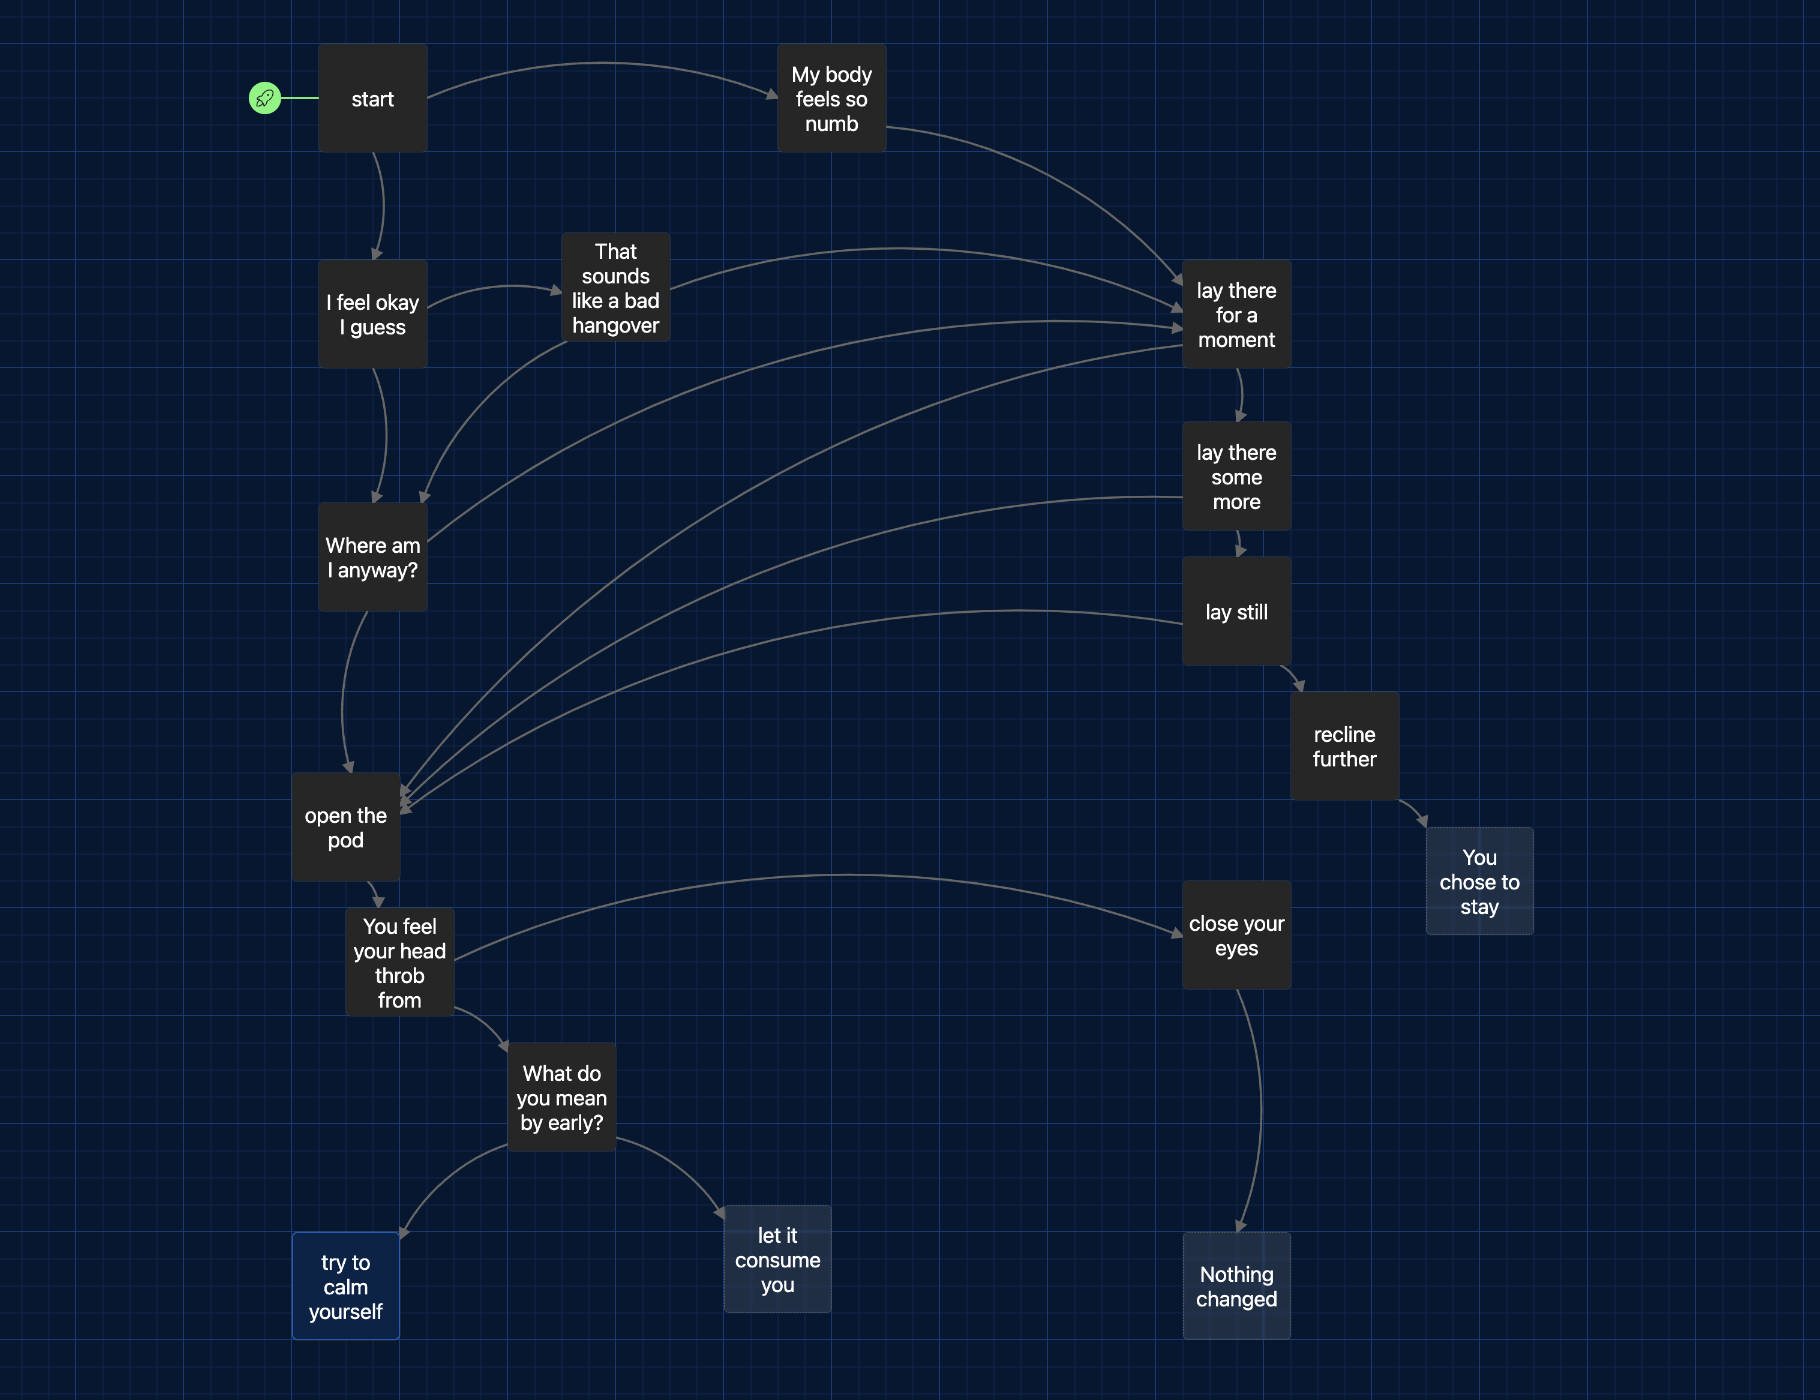 start
My body
feels so
numb
I feel okay
I guess
That
sounds
like a bad
hangover
lay there
for a
moment
lay there
some
more
Where am
I anyway?
lay still
recline
further
open the
pod
You
chose to
stay
You feel
your head
throb
from
close your
eyes
What do
you mean
by early?
try to
calm
yourself
let it
consume
you
Nothing
changed